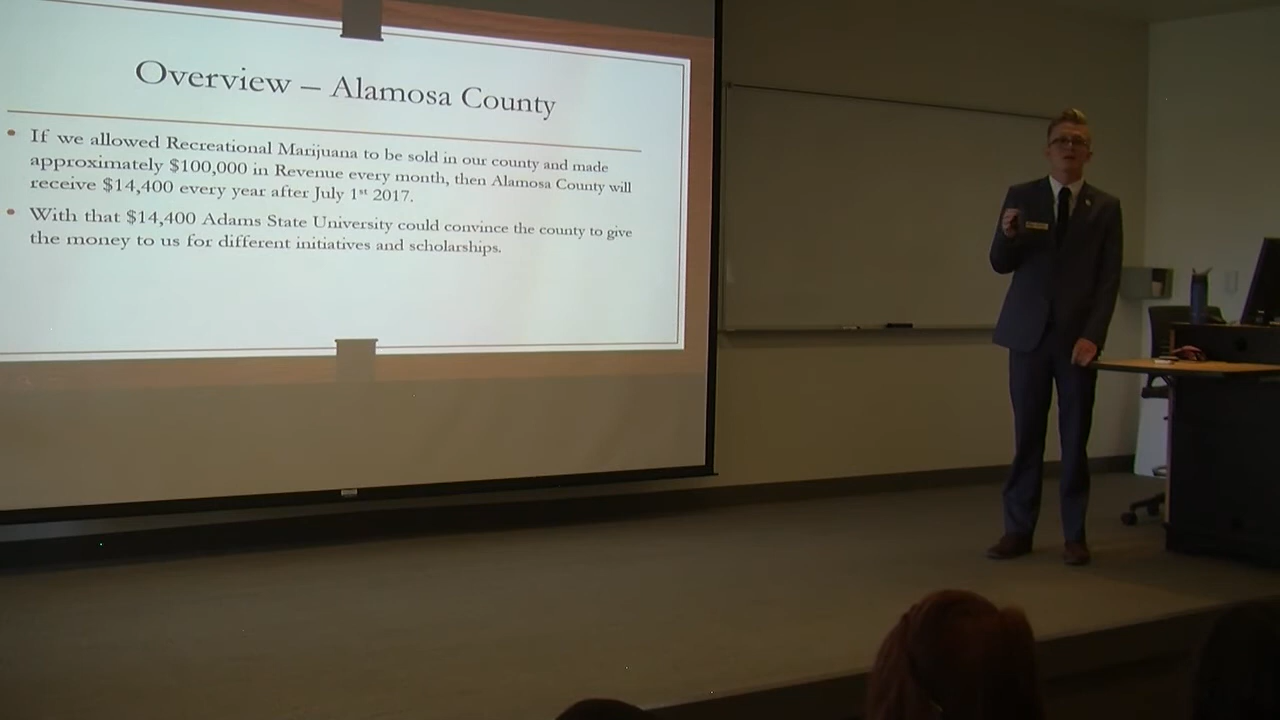 Overview – Alamosa County
• If we allowed Recreational Marijuana to be sold in our county and made
approximately $100,000 in Revenue every month, then Alamosa County will
receive $14,400 every year after July 1st 2017.
• With that $14,400 Adams State University could convince the county to give
the money to us for different initiatives and scholarships.